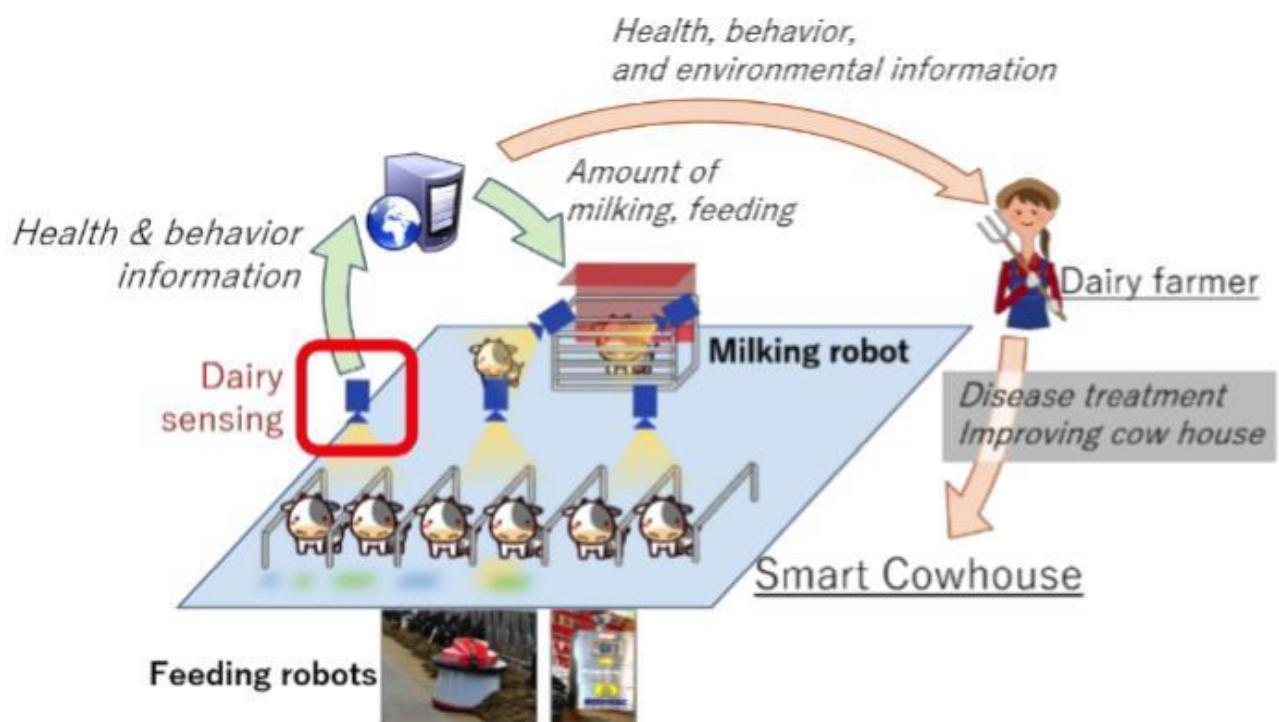 Health, behavior,
and environmental information
Amount of
milking, feeding
Health & behavior
information
Dairy farmer
Dairy
sensing
Milking robot
Disease treatment
Improving cow house
Smart Cowhouse
Feeding robots